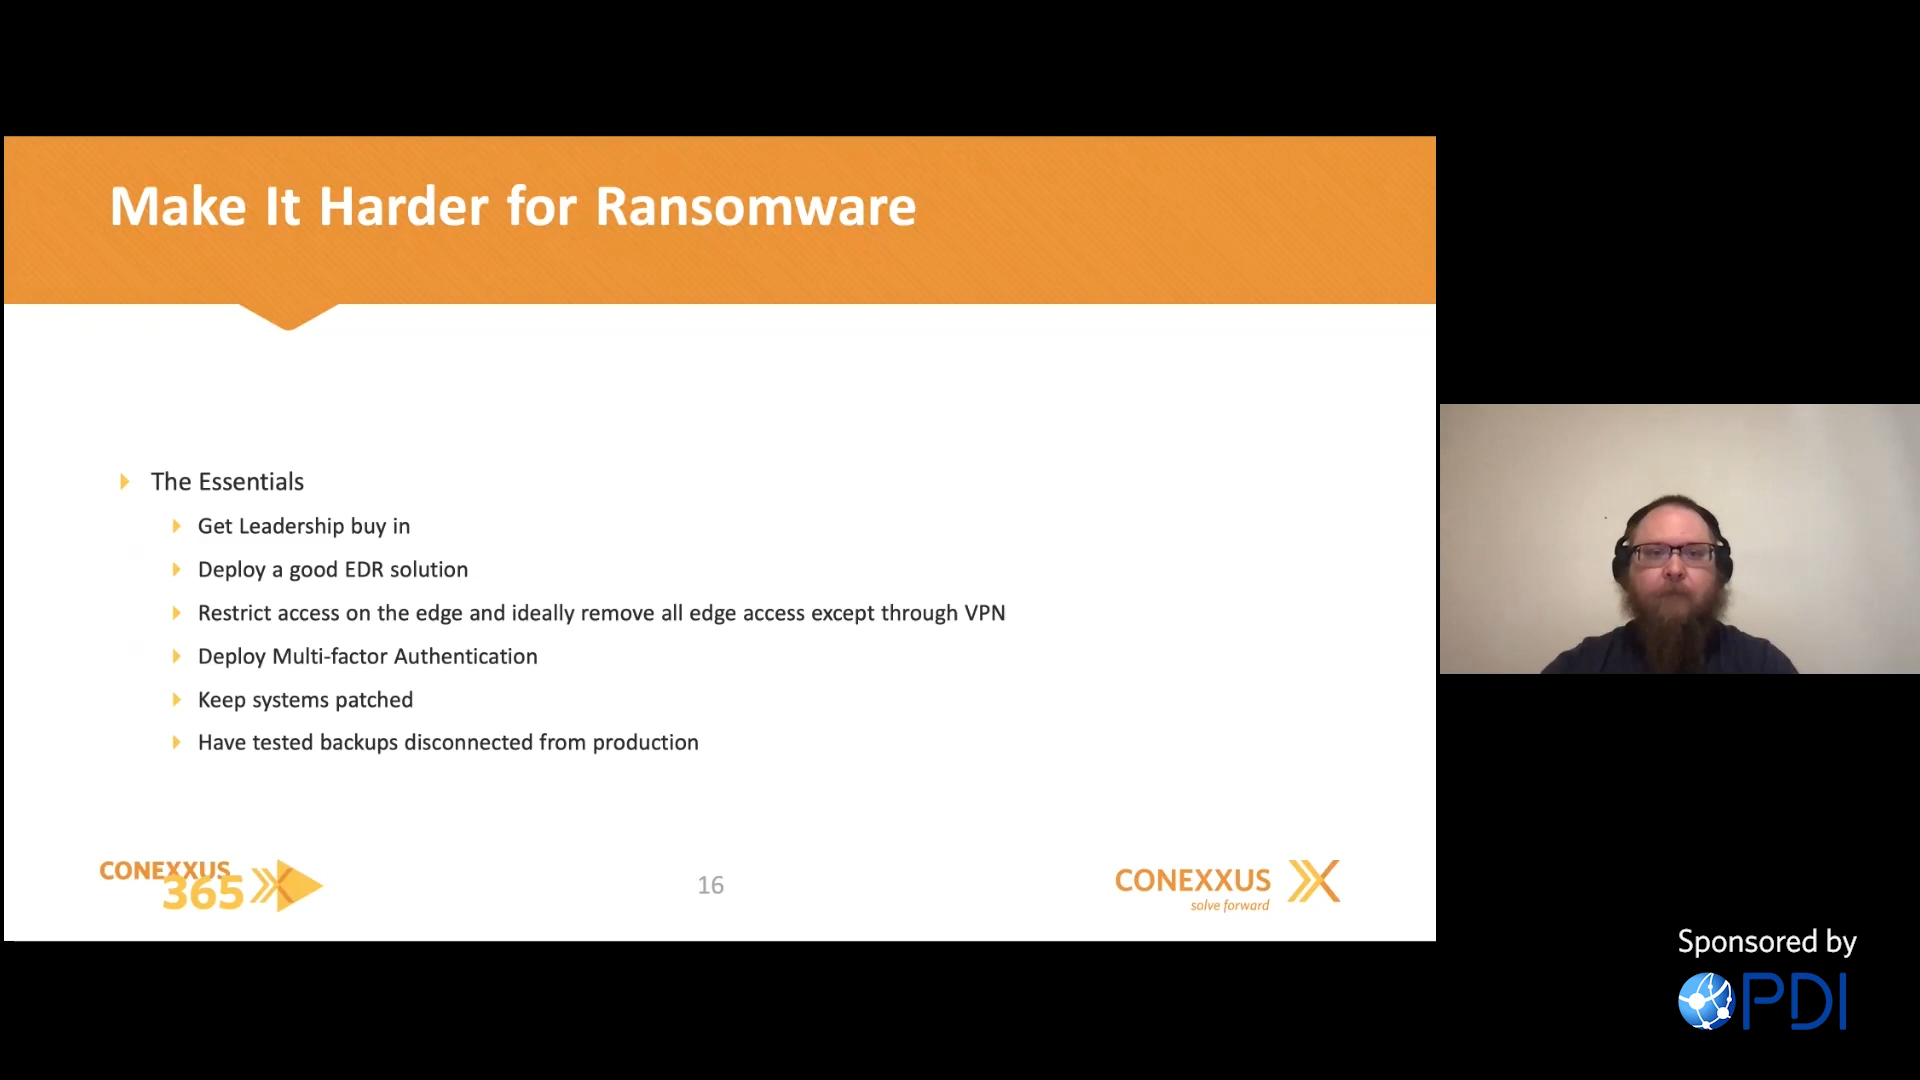 Make It Harder for Ransomware
The Essentials
Get Leadership buy in
Deploy a good EDR solution
Restrict access on the edge and ideally remove all edge access except through VPN
Deploy Multi-factor Authentication
Keep systems patched
Have tested backups disconnected from production
CONEXXUS
365
16
CONEXXUS
solve forward
Sponsored by
PDI